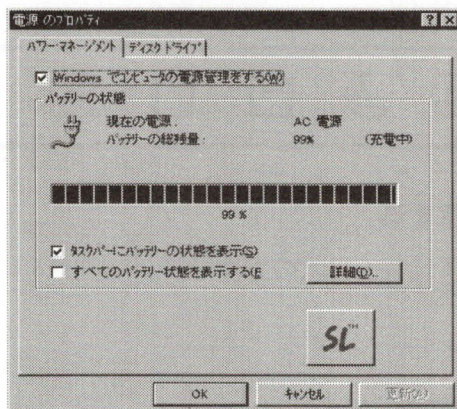 電源 のプロパティ
パワー・マネージメント
ディスク ドライブ
Windows でコンピュータの電源管理をする(W)
バッテリーの状態
現在の電源: AC 電源
バッテリーの総残量: 99% (充電中)
99 %
タスクバーにバッテリーの状態を表示(S)
すべてのバッテリー状態を表示する(E
詳細(D)...
SL™
OK
キャンセル
更新(A)